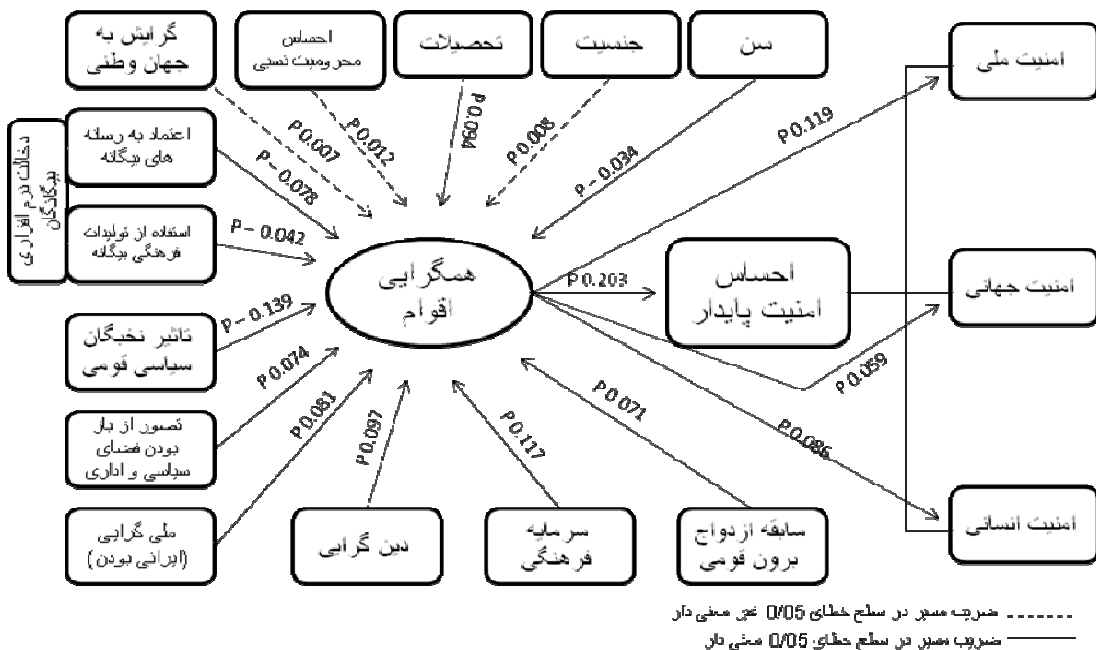 گرایش به
جهان وطنی
احساس
محرومیت نسبی
تحصیلات
جنسیت
سن
امنیت ملی
دخالت نرم افزاری
بیگانگان
اعتماد به رسانه
های بیگانه
استفاده از تولیدات
فرهنگی بیگانه
تاثیر نخبگان
سیاسی قومی
تصور از باز
بودن فضای
سیاسی و اداری
ملی گرایی
(ایرانی بودن)
دین گرایی
سرمایه
فرهنگی
سابقه ازدواج
برون قومی
همگرایی
اقوام
احساس
امنیت پایدار
امنیت جهانی
امنیت انسانی
P 0.007
P 0.012
P 0.094
P 0.008
P - 0.034
P 0.119
P - 0.078
P - 0.042
P - 0.139
P 0.074
P 0.081
P 0.097
P 0.117
P 0.071
P 0.203
P 0.059
P 0.086
ضریب مسیر در سطح خطای 0/05 غیر معنی دار
ضریب مسیر در سطح خطای 0/05 معنی دار